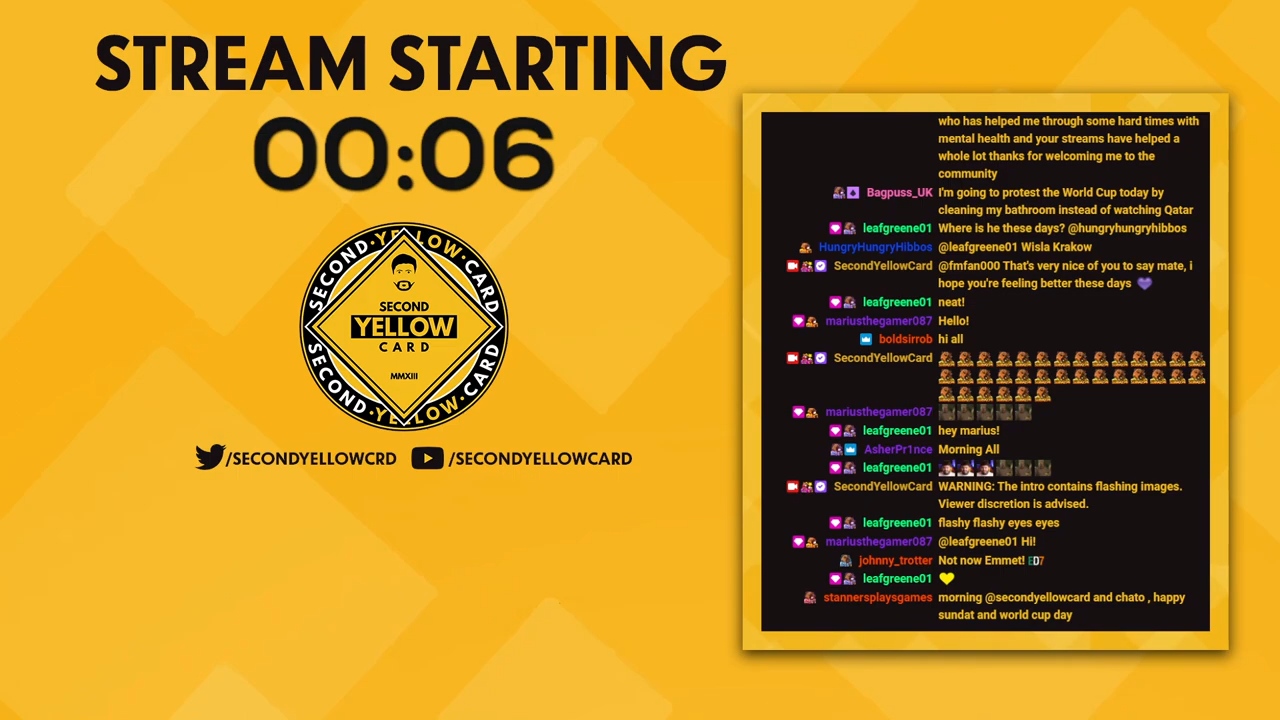 STREAM STARTING
00:06
SECOND·YELLOW·CARD
SECOND
YELLOW
CARD
MMXIII
SECOND·YELLOW·CARD
/SECONDYELLOWCRD /SECONDYELLOWCARD
who has helped me through some hard times with
mental health and your streams have helped a
whole lot thanks for welcoming me to the
community
Bagpuss_UK I'm going to protest the World Cup today by
cleaning my bathroom instead of watching Qatar
leafgreene01 Where is he these days? @hungryhungryhibbos
HungryHungryHibbos @leafgreene01 Wisla Krakow
SecondYellowCard @fmfan000 That's very nice of you to say mate, i
hope you're feeling better these days
leafgreene01 neat!
mariusthegamer087 Hello!
boldsirrob hi all
SecondYellowCard
mariusthegamer087
leafgreene01 hey marius!
AsherPr1nce Morning All
leafgreene01
SecondYellowCard WARNING: The intro contains flashing images.
Viewer discretion is advised.
leafgreene01 flashy flashy eyes eyes
mariusthegamer087 @leafgreene01 Hi!
johnny_trotter Not now Emmet! ED7
leafgreene01
stannersplaysgames morning @secondyellowcard and chato , happy
sundat and world cup day